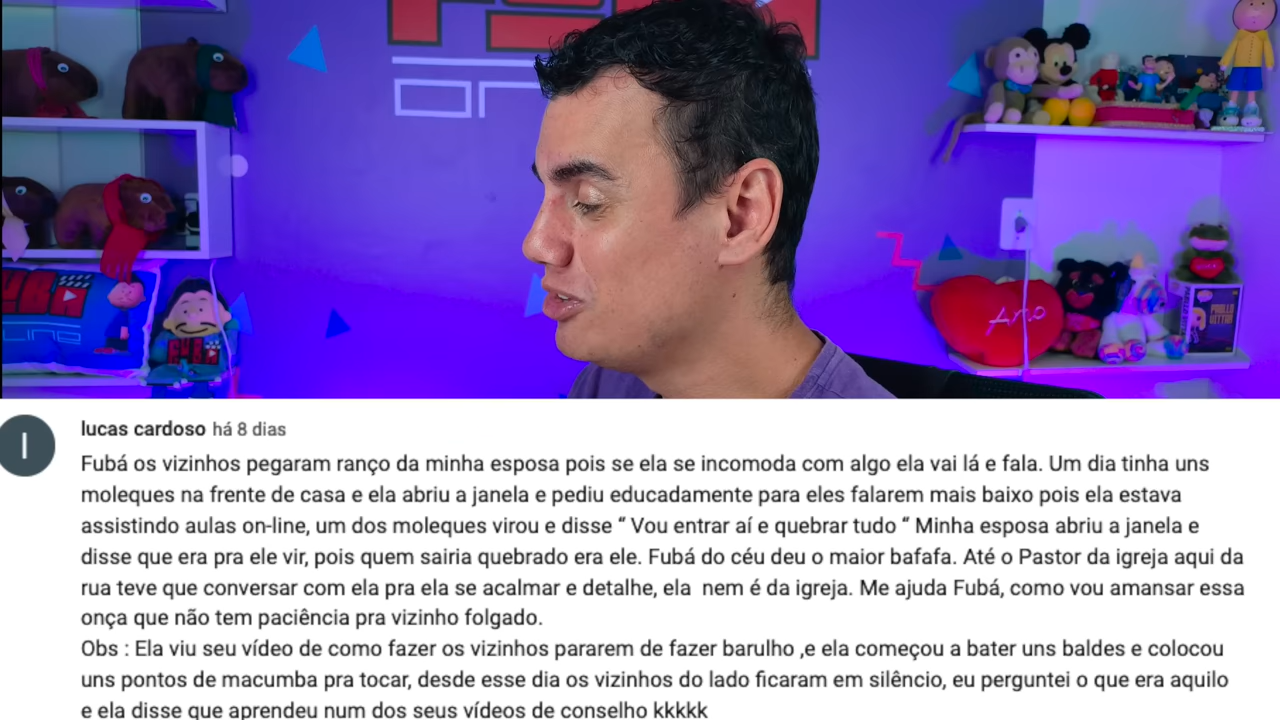 Amo
lucas cardoso há 8 dias
Fubá os vizinhos pegaram ranço da minha esposa pois se ela se incomoda com algo ela vai lá e fala. Um dia tinha uns
moleques na frente de casa e ela abriu a janela e pediu educadamente para eles falarem mais baixo pois ela estava
assistindo aulas on-line, um dos moleques virou e disse “ Vou entrar aí e quebrar tudo “ Minha esposa abriu a janela e
disse que era pra ele vir, pois quem sairia quebrado era ele. Fubá do céu deu o maior bafafa. Até o Pastor da igreja aqui da
rua teve que conversar com ela pra ela se acalmar e detalhe, ela  nem é da igreja. Me ajuda Fubá, como vou amansar essa
onça que não tem paciência pra vizinho folgado.
Obs : Ela viu seu vídeo de como fazer os vizinhos pararem de fazer barulho ,e ela começou a bater uns baldes e colocou
uns pontos de macumba pra tocar, desde esse dia os vizinhos do lado ficaram em silêncio, eu perguntei o que era aquilo
e ela disse que aprendeu num dos seus vídeos de conselho kkkkk